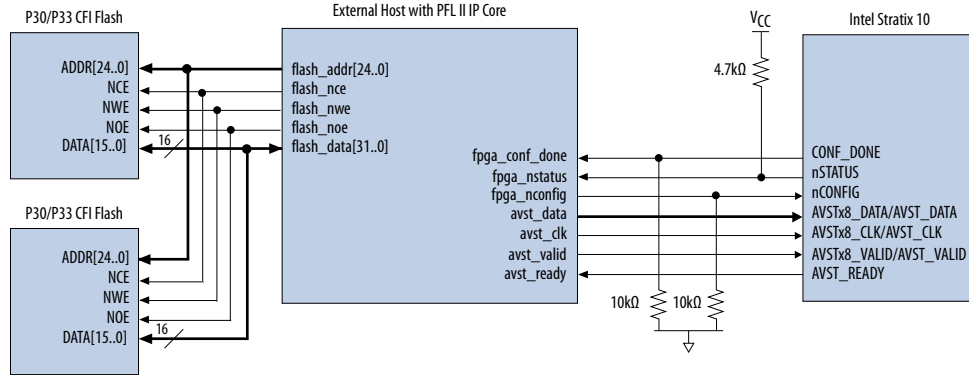 P30/P33 CFI Flash
ADDR[24..0]
NCE
NWE
NOE
DATA[15..0]
16
External Host with PFL II IP Core
flash_addr[24..0]
flash_nce
flash_nwe
flash_noe
flash_data[31..0]
fpga_conf_done
fpga_nstatus
fpga_nconfig
avst_data
avst_clk
avst_valid
avst_ready
VCC
4.7kΩ
10kΩ
10kΩ
Intel Stratix 10
CONF_DONE
nSTATUS
nCONFIG
AVSTx8_DATA/AVST_DATA
AVSTx8_CLK/AVST_CLK
AVSTx8_VALID/AVST_VALID
AVST_READY
P30/P33 CFI Flash
ADDR[24..0]
NCE
NWE
NOE
DATA[15..0]
16